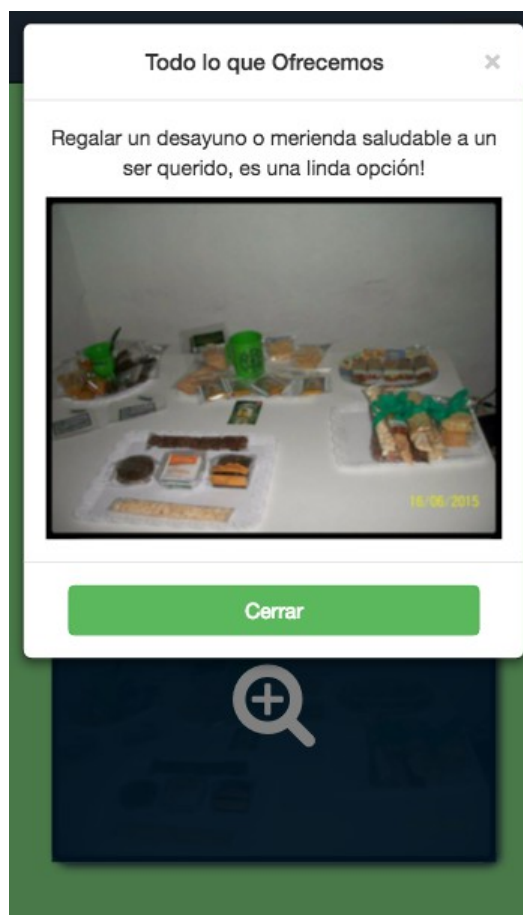 Todo lo que Ofrecemos
×
Regalar un desayuno o merienda saludable a un
ser querido, es una linda opción!
16/06/2015
Cerrar